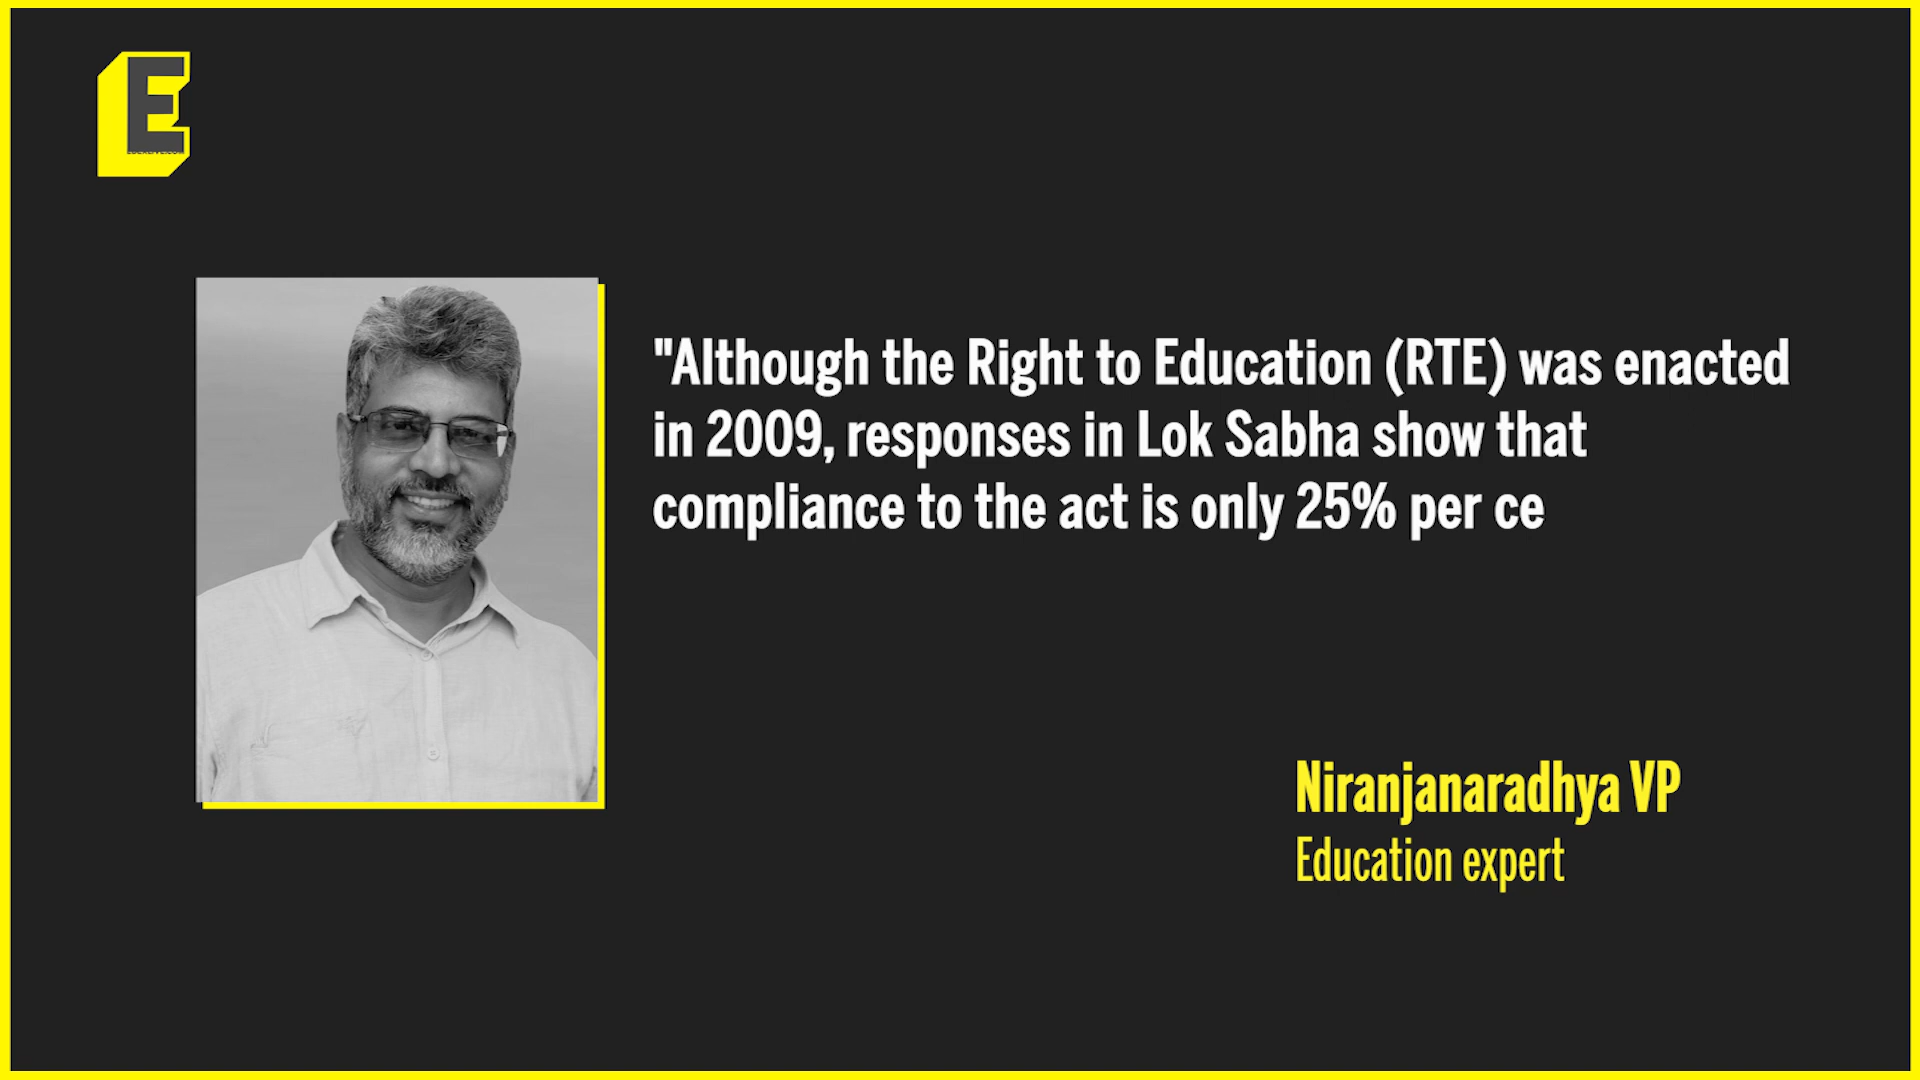 E
"Although the Right to Education (RTE) was enacted
in 2009, responses in Lok Sabha show that
compliance to the act is only 25% per ce
Niranjanaradhya VP
Education expert